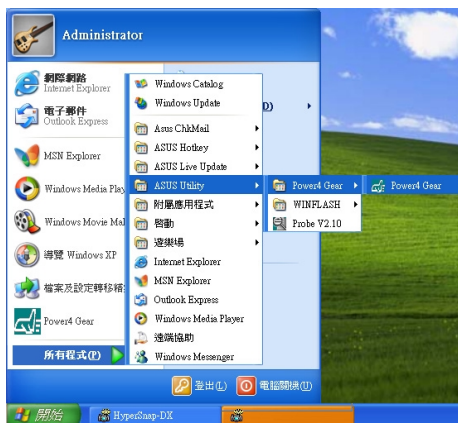 Administrator
網際網路
Internet Explorer
電子郵件
Outlook Express
MSN Explorer
Windows Media Play
Windows Movie Mal
導覽 Windows XP
檔案及設定轉移精
Power4 Gear
所有程式(P)
Windows Catalog
Windows Update
D)
Asus ChkMail
ASUS Hotkey
ASUS Live Update
ASUS Utility
附屬應用程式
啟動
遊樂場
Internet Explorer
MSN Explorer
Outlook Express
Windows Media Player
遠端協助
Windows Messenger
Power4 Gear
WINFLASH
Probe V2.10
Power4 Gear
登出(L)
電腦關機(U)
開始
HyperSnap-DX